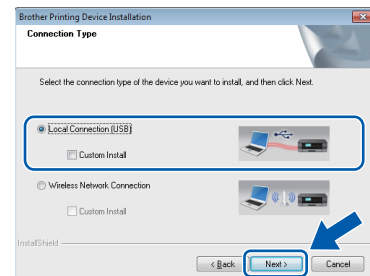 Brother Printing Device Installation
Connection Type
Select the connection type of the device you want to install, and then click Next.
Local Connection (USB)
Custom Install
Wireless Network Connection
Custom Install
InstallShield
< Back
Next >
Cancel